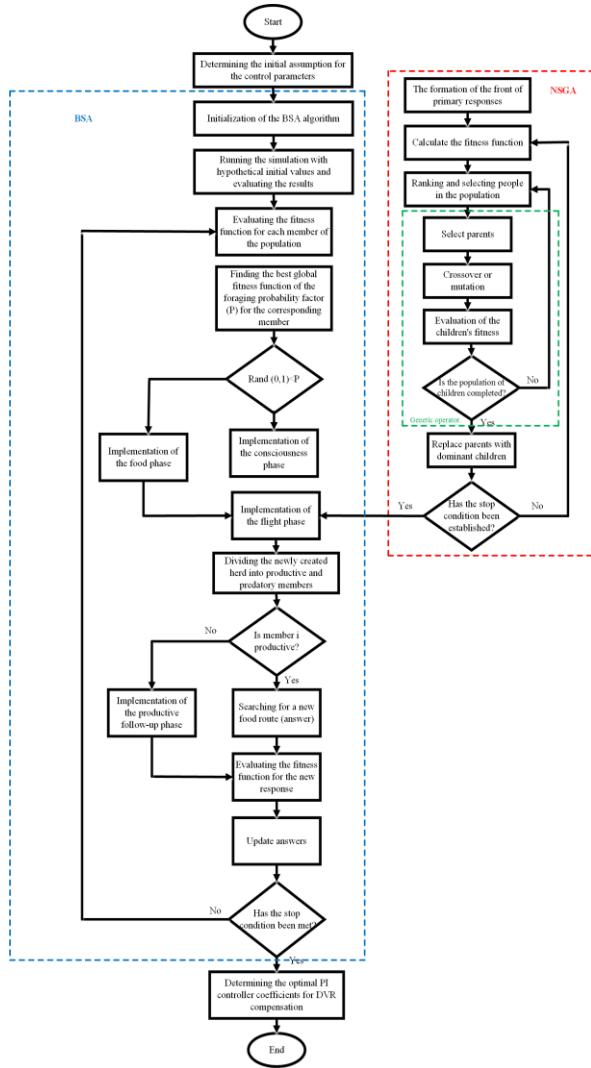 Start
Determining the initial assumption for
the control parameters
BSA
Initialization of the BSA algorithm
Running the simulation with
hypothetical initial values and evaluating
the results
Evaluating the fitness
function for each member of
the population
Finding the best global
fitness function of the
foraging probability factor
(P) for the corresponding
member
Rand (0,1)<P
Implementation of
the food phase
Implementation of
the consciousness
phase
Implementation of
the flight phase
Dividing the newly created
herd into productive and
predatory members
No
Is member i
productive?
Yes
Implementation of
the productive
follow-up phase
Searching for a new
food route (answer)
Evaluating the fitness
function for the new
response
Update answers
No
Has the stop
condition been met?
Yes
Determining the optimal PI
controller coefficients for DVR
compensation
End
NSGA
The formation of the front of
primary responses
Calculate the fitness function
Ranking and selecting people
in the population
Select parents
Crossover or
mutation
Evaluation of the
children's fitness
Is the population of
children completed?
No
Genetic operator
Yes
Replace parents with
dominant children
Yes
Has the stop
condition been
established?
No